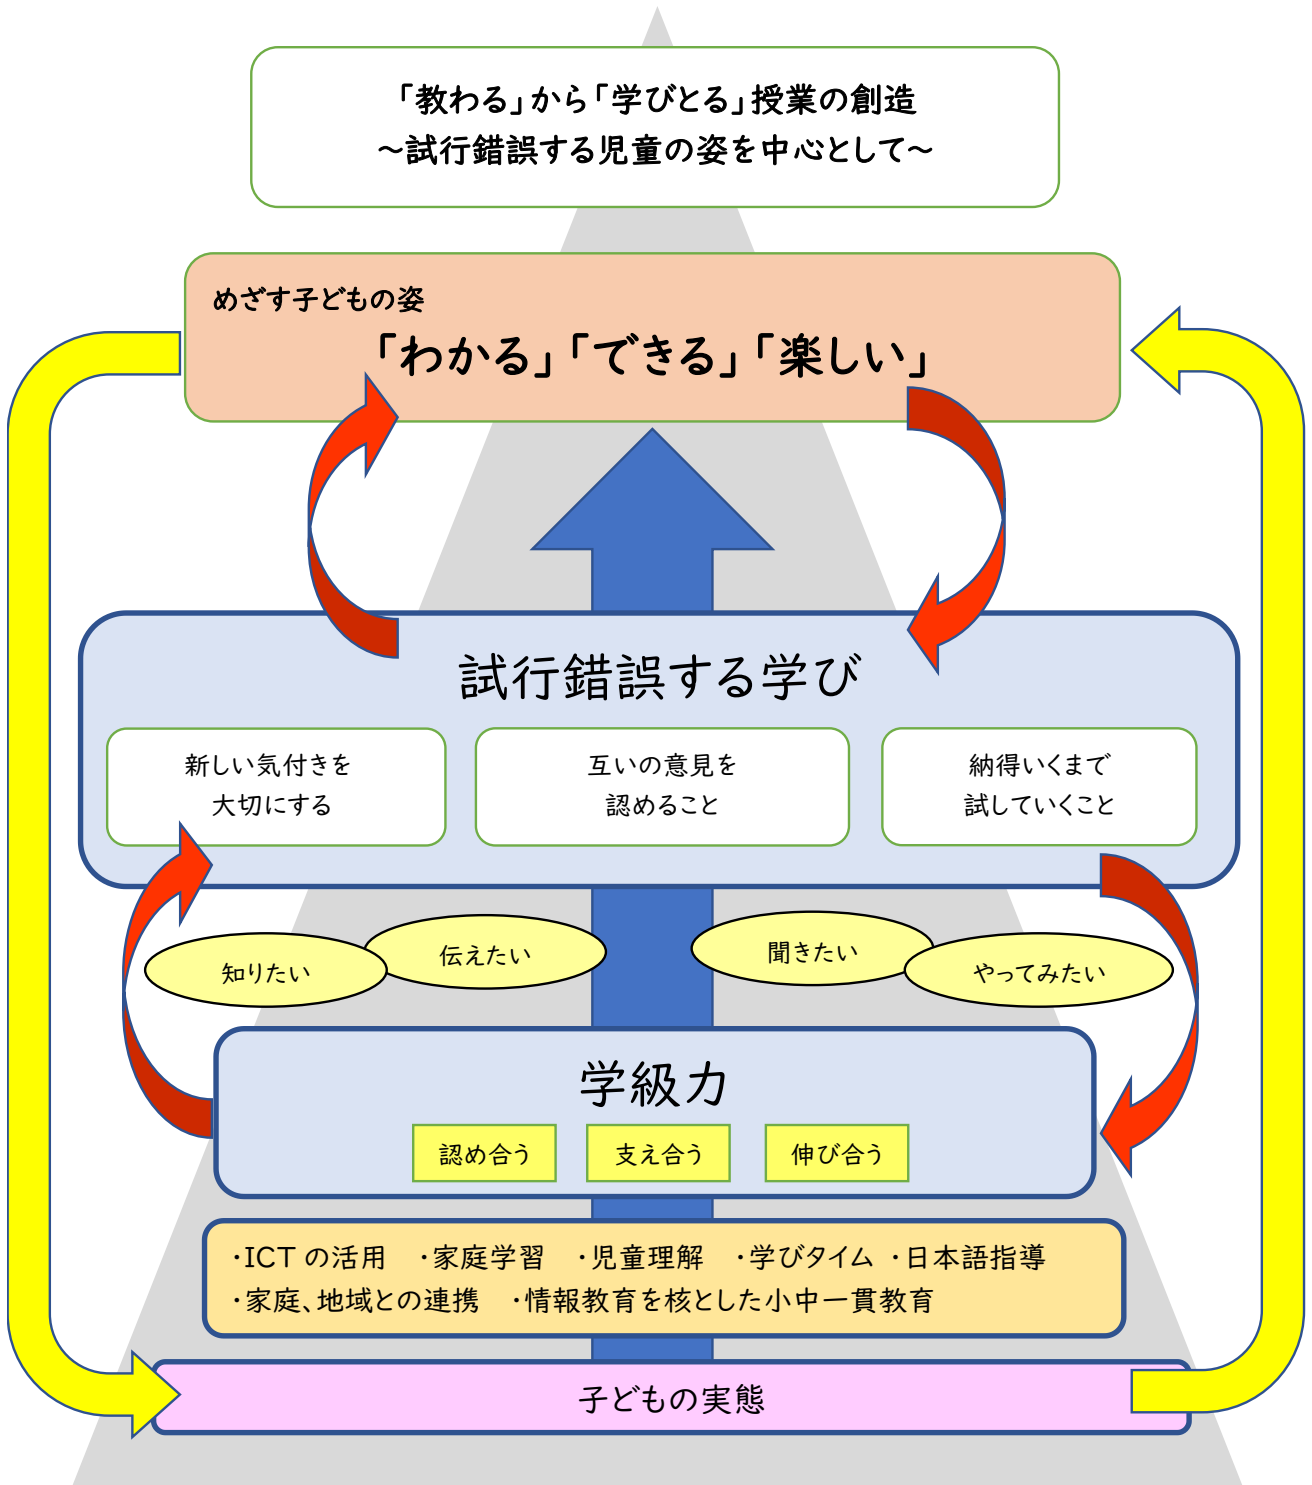 「教わる」から「学びとる」授業の創造
～試行錯誤する児童の姿を中心として～
めざす子どもの姿
「わかる」「できる」「楽しい」
試行錯誤する学び
新しい気付きを
大切にする
互いの意見を
認めること
納得いくまで
試していくこと
知りたい
伝えたい
聞きたい
やってみたい
学級力
認め合う
支え合う
伸び合う
・ICT の活用　・家庭学習　・児童理解　・学びタイム ・日本語指導
・家庭、地域との連携　・情報教育を核とした小中一貫教育
子どもの実態